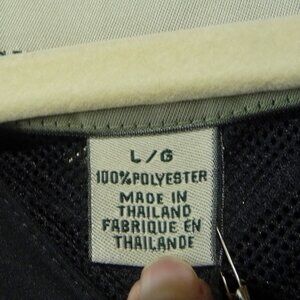 L/G
100% POLYESTER
MADE IN
THAILAND
FABRIQUE EN
THAILANDE